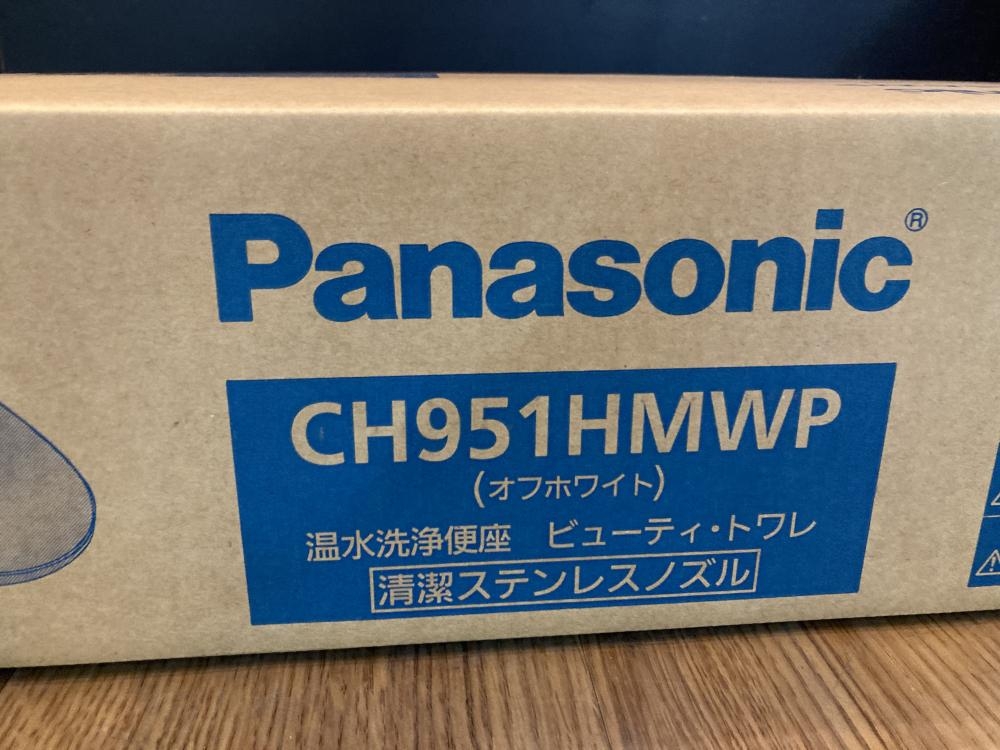 Panasonic®
CH951HMWP
(オフホワイト)
温水洗浄便座 ビューティ・トワレ
清潔ステンレスノズル